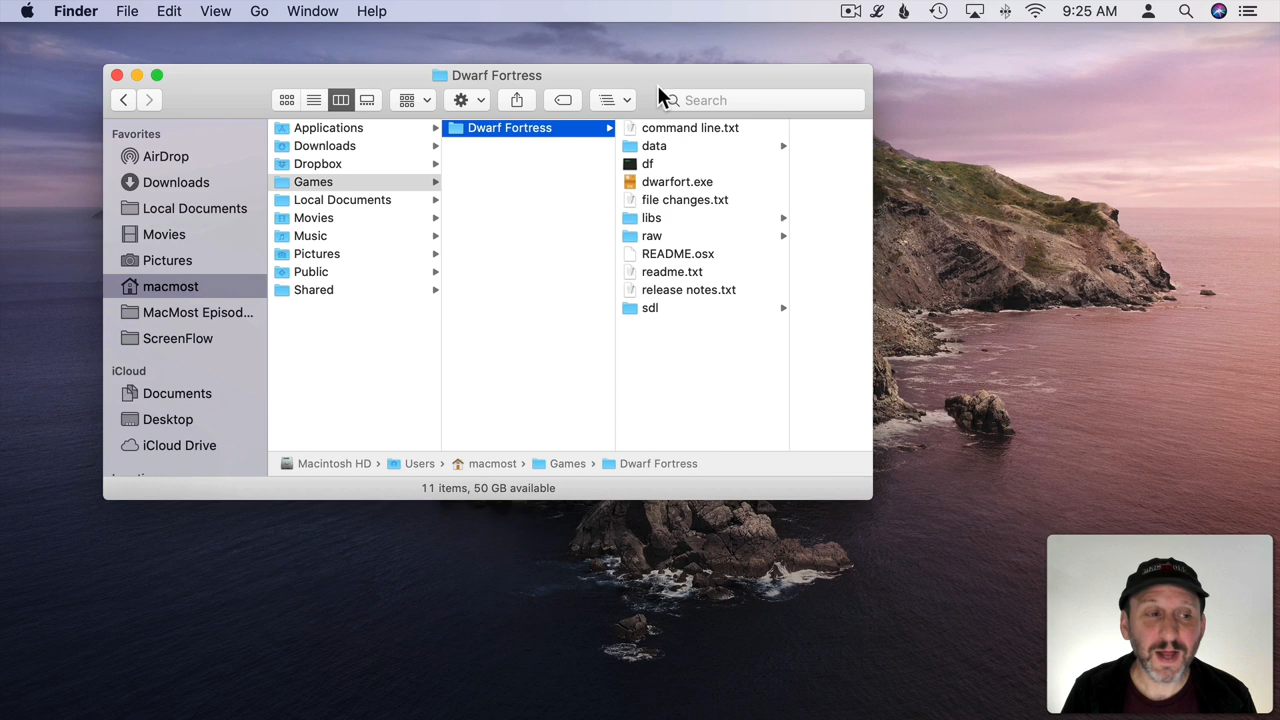 Finder File Edit View Go Window Help 9:25 AM
Dwarf Fortress
Search
Favorites
AirDrop
Downloads
Local Documents
Movies
Pictures
macmost
MacMost Episod...
ScreenFlow
iCloud
Documents
Desktop
iCloud Drive
Applications
Downloads
Dropbox
Games
Local Documents
Movies
Music
Pictures
Public
Shared
Dwarf Fortress
command line.txt
data
df
dwarfort.exe
file changes.txt
libs
raw
README.osx
readme.txt
release notes.txt
sdl
Macintosh HD › Users › macmost › Games › Dwarf Fortress
11 items, 50 GB available